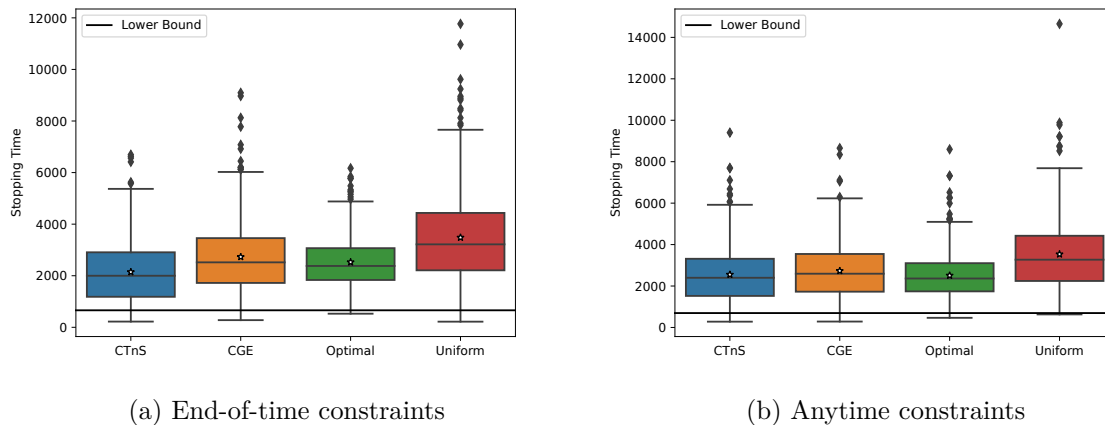 Lower Bound
12000
10000
8000
6000
4000
2000
0
Stopping Time
CTnS CGE Optimal Uniform
(a) End-of-time constraints
Lower Bound
14000
12000
10000
8000
6000
4000
2000
0
Stopping Time
CTnS CGE Optimal Uniform
(b) Anytime constraints